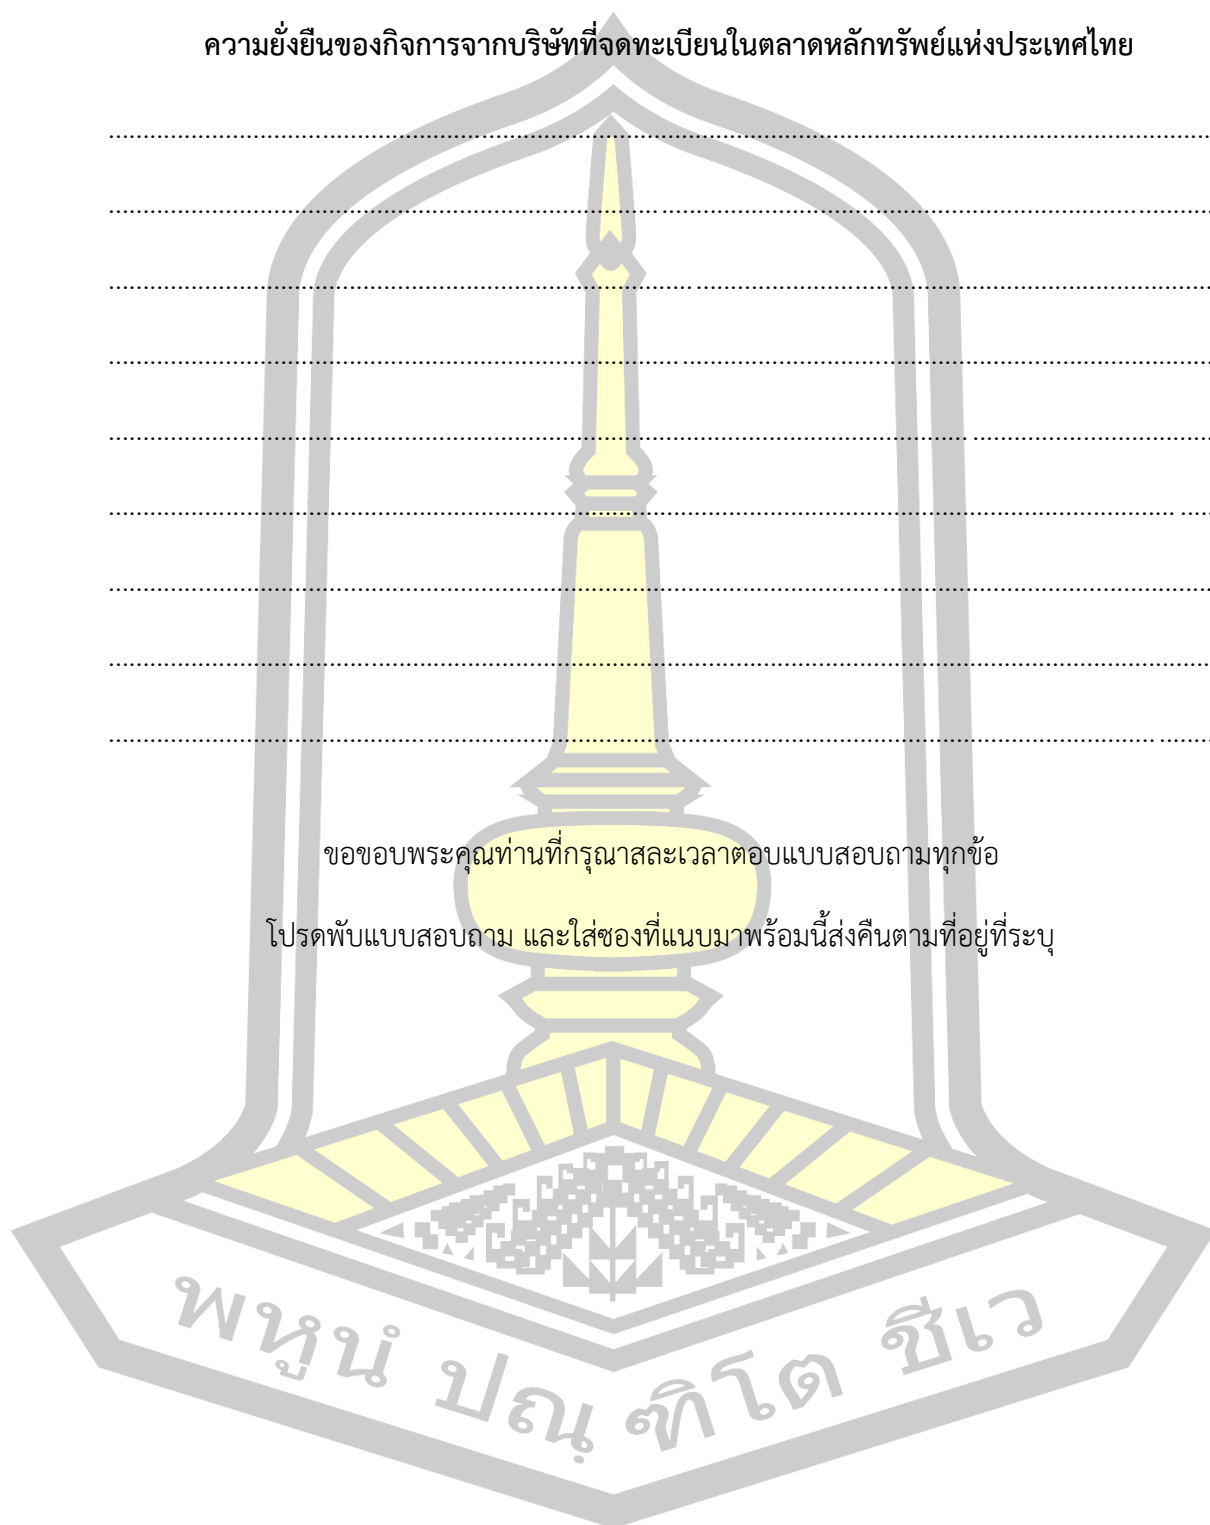 ความยั่งยืนของกิจการจากบริษัทที่จดทะเบียนในตลาดหลักทรัพย์แห่งประเทศไทย
ขอขอบพระคุณท่านที่กรุณาสละเวลาตอบแบบสอบถามทุกข้อ
โปรดพับแบบสอบถาม และใส่ซองที่แนบมาพร้อมนี้ส่งคืนตามที่อยู่ที่ระบุ
พหูนํ ปณฺฑิโต ชีเว